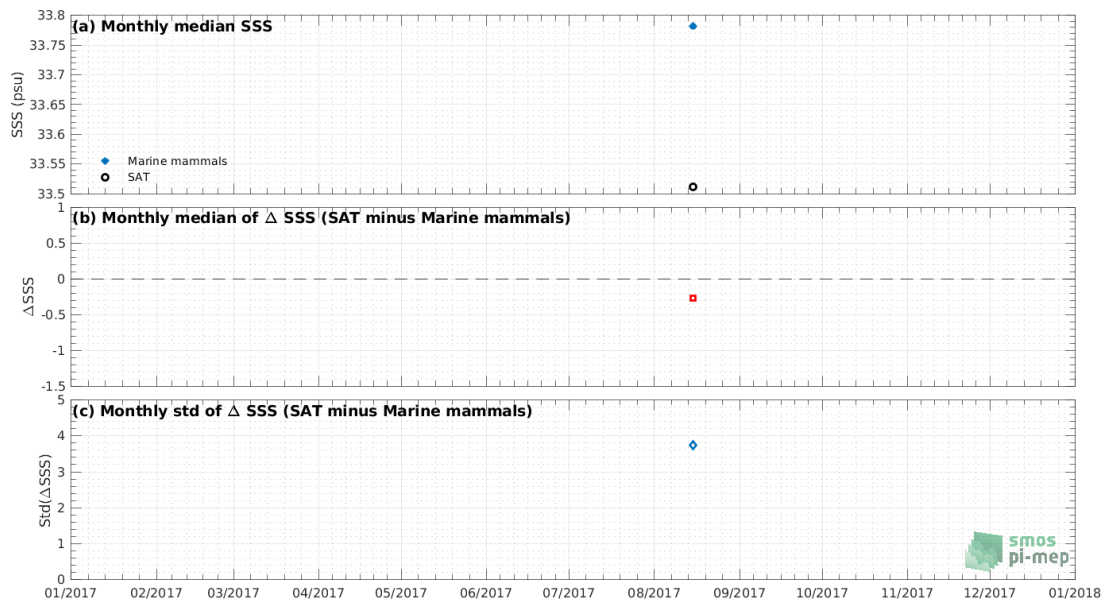 (a) Monthly median SSS
33.8
33.75
33.7
33.65
33.6
33.55
33.5
SSS (psu)
Marine mammals
SAT
(b) Monthly median of Δ SSS (SAT minus Marine mammals)
1
0.5
0
-0.5
-1
-1.5
ΔSSS
(c) Monthly std of Δ SSS (SAT minus Marine mammals)
5
4
3
2
1
0
Std(ΔSSS)
smos
pi-mep
01/2017 02/2017 03/2017 04/2017 05/2017 06/2017 07/2017 08/2017 09/2017 10/2017 11/2017 12/2017 01/2018